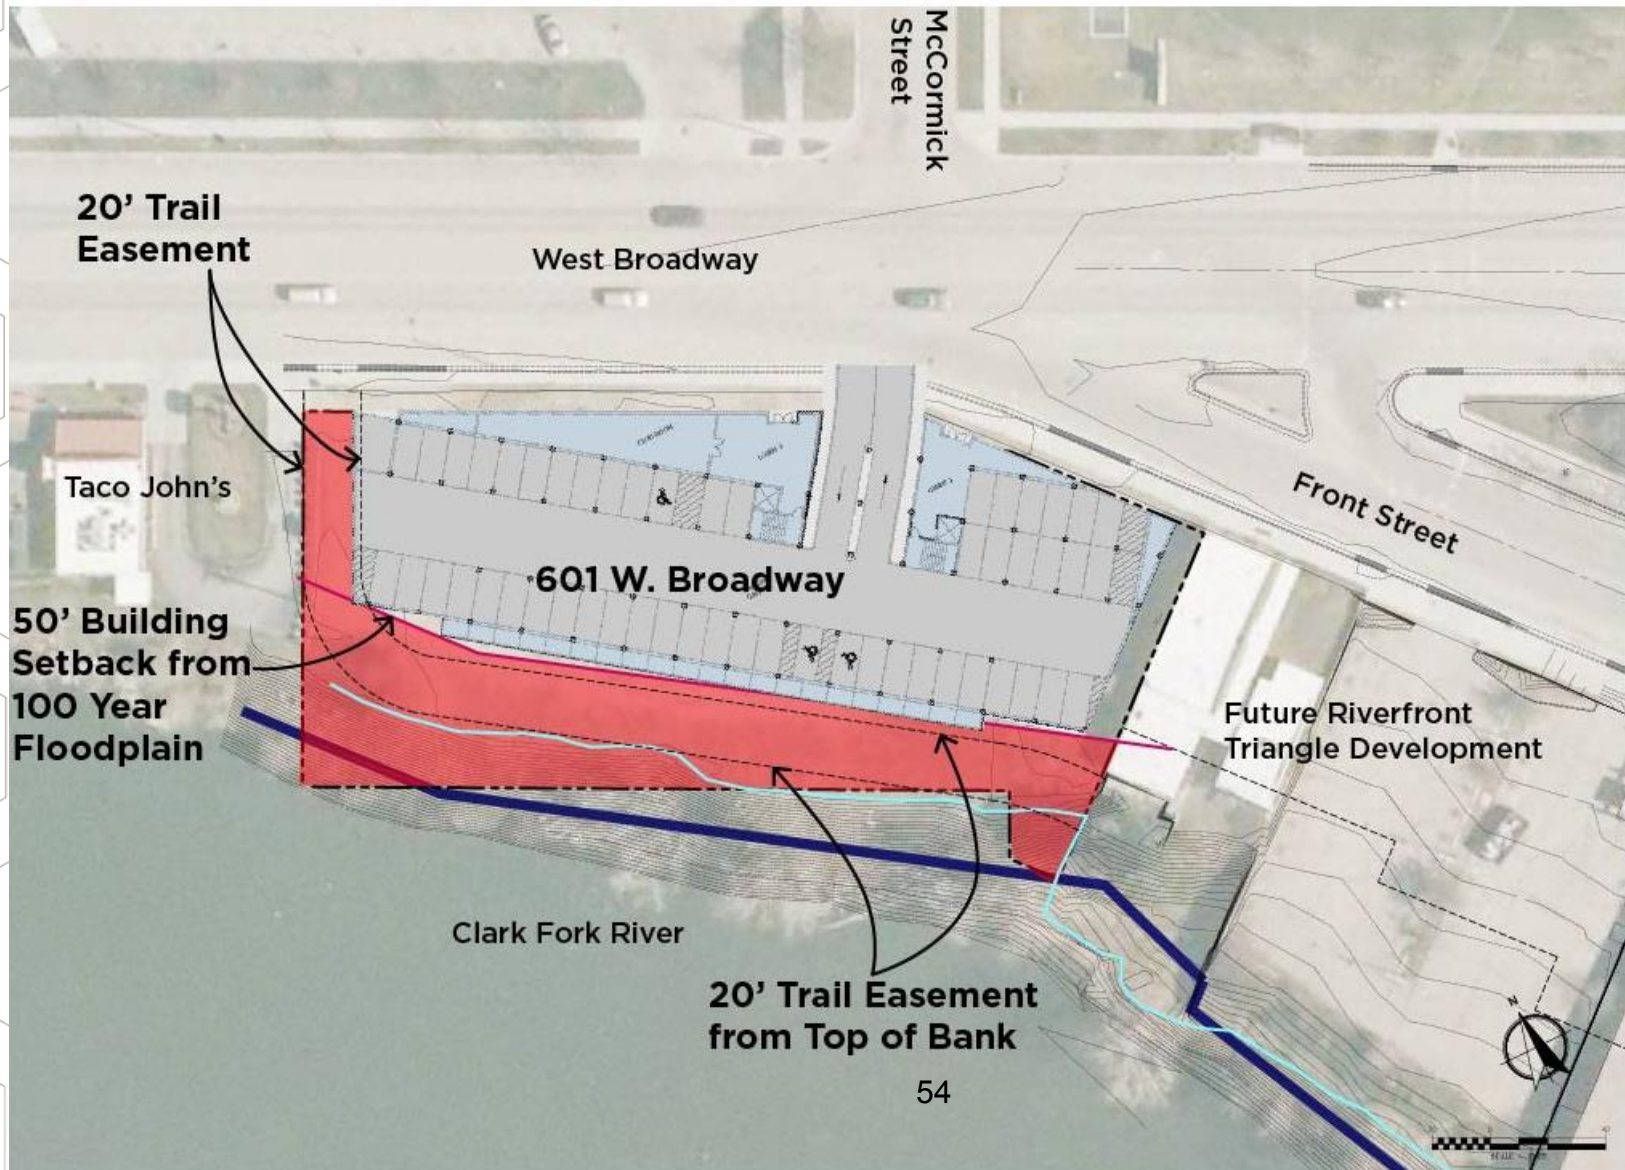 McCormick
Street
20' Trail
Easement
West Broadway
Taco John's
Front Street
601 W. Broadway
50' Building
Setback from
100 Year
Floodplain
Future Riverfront
Triangle Development
Clark Fork River
20' Trail Easement
from Top of Bank
N
54